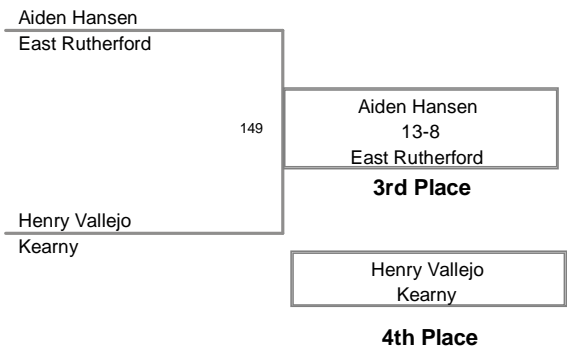 Aiden Hansen
East Rutherford
149
Aiden Hansen
13-8
East Rutherford
3rd Place
Henry Vallejo
Kearny
Henry Vallejo
Kearny
4th Place